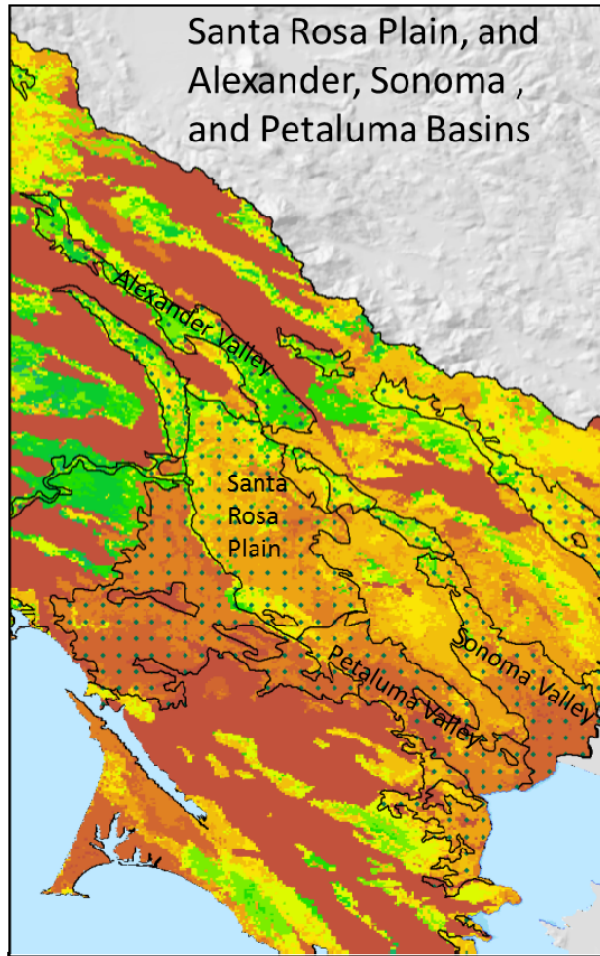 Santa Rosa Plain, and
Alexander, Sonoma ,
and Petaluma Basins
Alexander Valley
Santa
Rosa
Plain
Sonoma Valley
Petaluma Valley